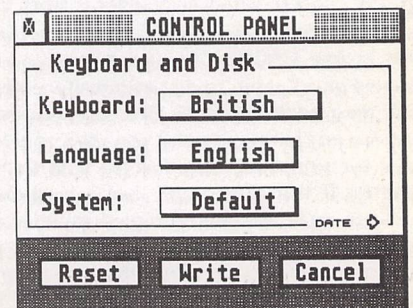 CONTROL PANEL
Keyboard and Disk
Keyboard: British
Language: English
System: Default
DATE
Reset Write Cancel